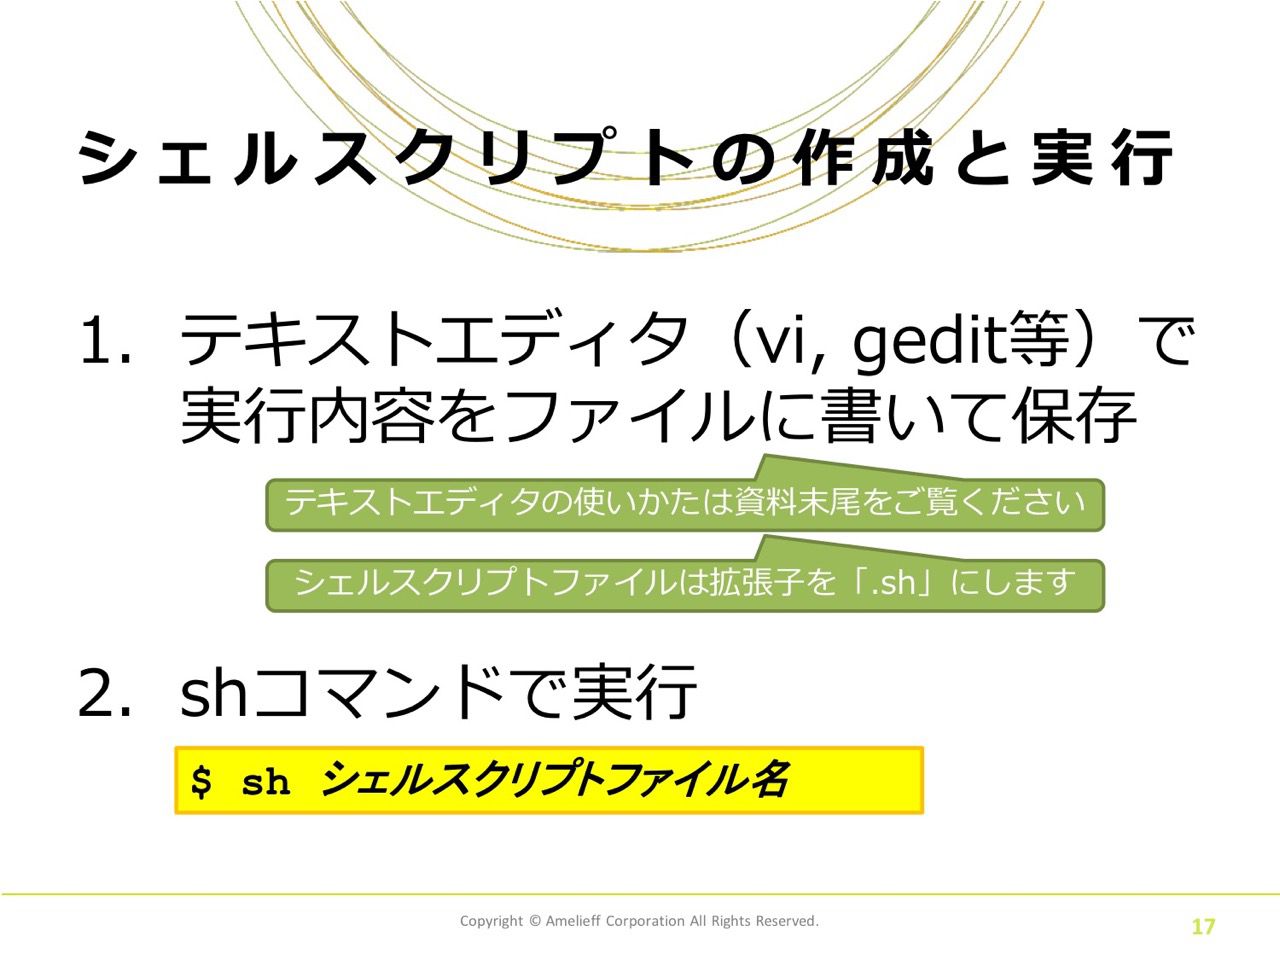 シェルスクリプトの作成と実行
1. テキストエディタ（vi, gedit等）で
実行内容をファイルに書いて保存
テキストエディタの使いかたは資料末尾をご覧ください
シェルスクリプトファイルは拡張子を「.sh」にします
2. shコマンドで実行
$ sh シェルスクリプトファイル名
Copyright © Amelieff Corporation All Rights Reserved.
17